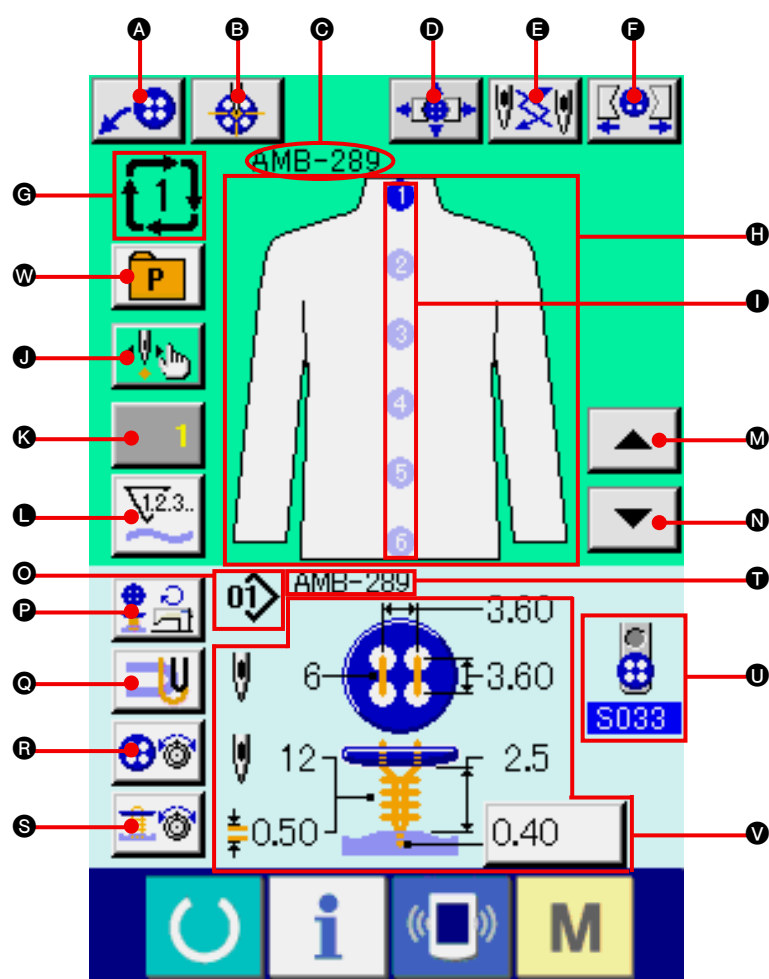 A B C D E F
AMB-289
G 1 1 H
W P 2 I
J 3
K 1 4 M
L 1.2.3.. 5 N
6
O 01 AMB-289 T
P 3.60
Q 6 3.60 U
S033
R 12 2.5
S 0.50 0.40 V
i M